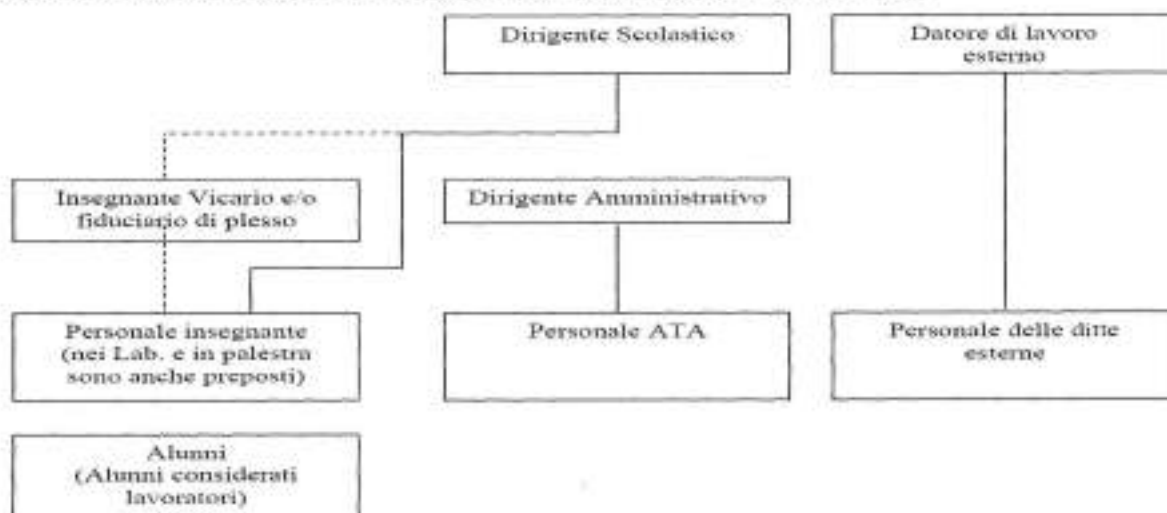 Dirigente Scolastico
Datore di lavoro
esterno
Insegnante Vicario e/o
fiduciario di plesso
Dirigente Amministrativo
Personale insegnante
(nei Lab. e in palestra
sono anche preposti)
Personale ATA
Personale delle ditte
esterne
Alunni
(Alunni considerati
lavoratori)